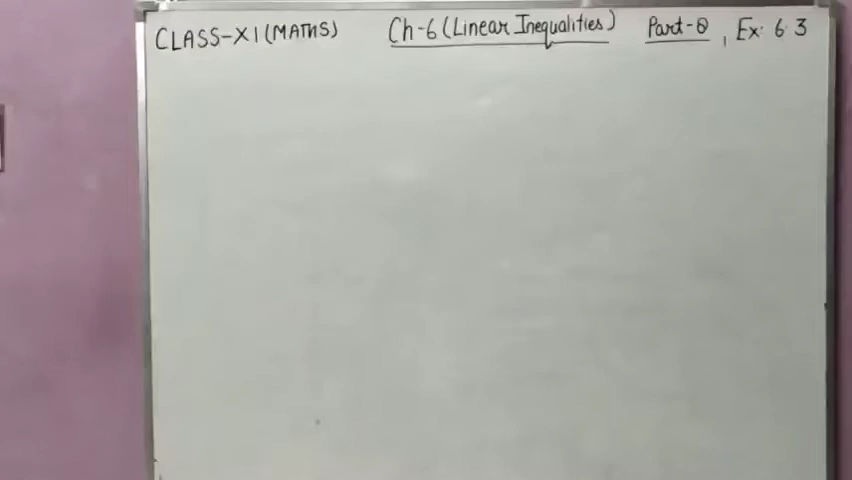 CLASS-XI (MATHS) Ch-6 (Linear Inequalities) Part-8, Ex: 6.3